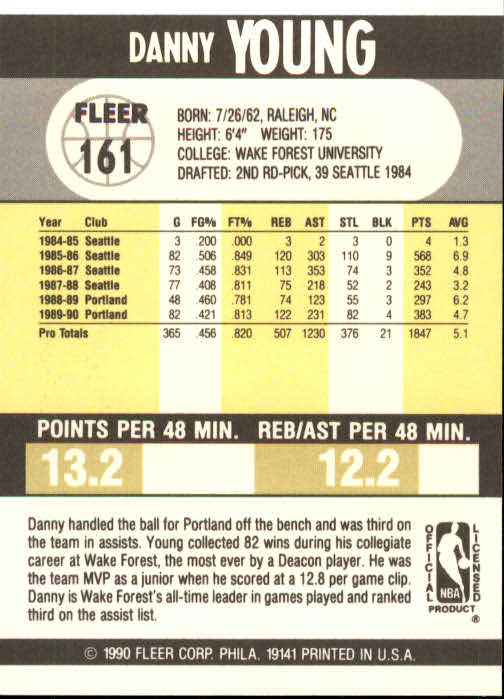 DANNY YOUNG
FLEER
161
BORN: 7/26/62, RALEIGH, NC
HEIGHT: 6'4" WEIGHT: 175
COLLEGE: WAKE FOREST UNIVERSITY
DRAFTED: 2ND RD-PICK, 39 SEATTLE 1984
Year Club G FG% FT% REB AST STL BLK PTS AVG
1984-85 Seattle 3 .200 .000 3 2 3 0 4 1.3
1985-86 Seattle 82 .506 .849 120 303 110 9 568 6.9
1986-87 Seattle 73 .458 .831 113 353 74 3 352 4.8
1987-88 Seattle 77 .408 .811 75 218 52 2 243 3.2
1988-89 Portland 48 .460 .781 74 123 55 3 297 6.2
1989-90 Portland 82 .421 .813 122 231 82 4 383 4.7
Pro Totals 365 .456 .820 507 1230 376 21 1847 5.1
POINTS PER 48 MIN. REB/AST PER 48 MIN.
13.2 12.2
Danny handled the ball for Portland off the bench and was third on
the team in assists. Young collected 82 wins during his collegiate
career at Wake Forest, the most ever by a Deacon player. He was
the team MVP as a junior when he scored at a 12.8 per game clip.
Danny is Wake Forest's all-time leader in games played and ranked
third on the assist list.
OFFICIAL
LICENSED
NBA
PRODUCT
®
© 1990 FLEER CORP. PHILA. 19141 PRINTED IN U.S.A.